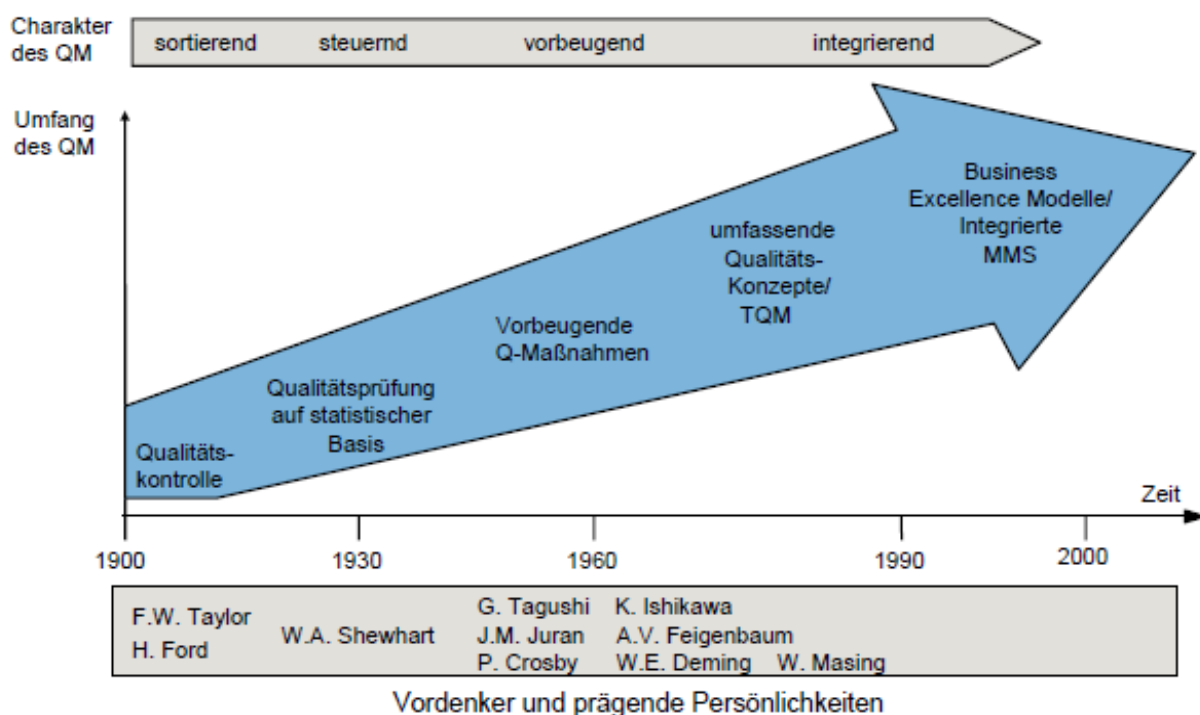 Charakter
des QM
sortierend steuernd vorbeugend integrierend
Umfang
des QM
Business
Excellence Modelle/
Integrierte
MMS
umfassende
Qualitäts-
Konzepte/
TQM
Vorbeugende
Q-Maßnahmen
Qualitätsprüfung
auf statistischer
Basis
Qualitäts-
kontrolle
Zeit
1900 1930 1960 1990 2000
F.W. Taylor
H. Ford
W.A. Shewhart
G. Tagushi K. Ishikawa
J.M. Juran A.V. Feigenbaum
P. Crosby W.E. Deming W. Masing
Vordenker und prägende Persönlichkeiten